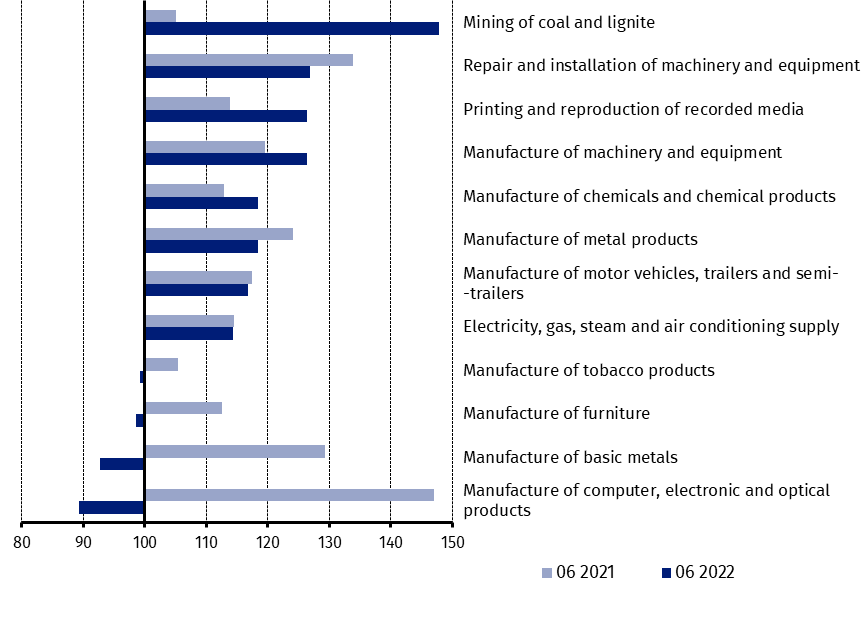 Mining of coal and lignite
Repair and installation of machinery and equipment
Printing and reproduction of recorded media
Manufacture of machinery and equipment
Manufacture of chemicals and chemical products
Manufacture of metal products
Manufacture of motor vehicles, trailers and semi-
-trailers
Electricity, gas, steam and air conditioning supply
Manufacture of tobacco products
Manufacture of furniture
Manufacture of basic metals
Manufacture of computer, electronic and optical
products
80 90 100 110 120 130 140 150
06 2021 06 2022